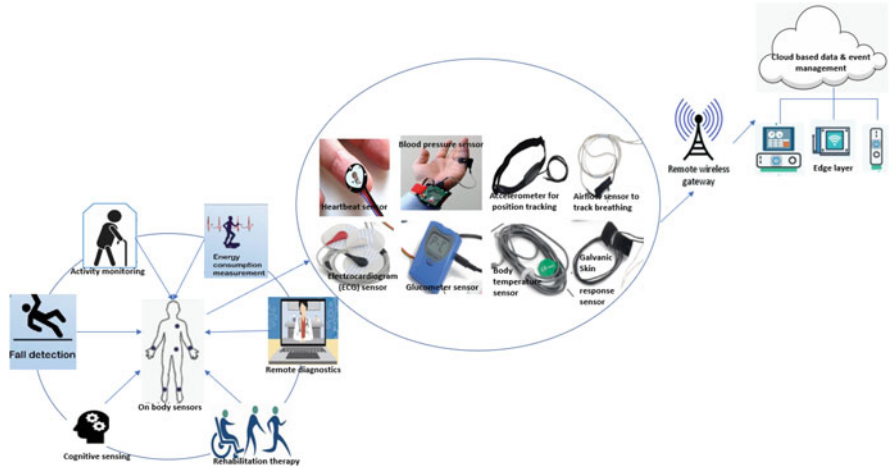 Cloud based data & event
management
Edge layer
Remote wireless
gateway
Heartbeat sensor
Blood pressure sensor
Accelerometer for
position tracking
Airflow sensor to
track breathing
Electrocardiogram
(ECG) sensor
Glucometer sensor
Body
temperature
sensor
Galvanic
Skin
response
sensor
Activity monitoring
Energy
consumption
measurement
Fall detection
On body sensors
Remote diagnostics
Cognitive sensing
Rehabilitation therapy